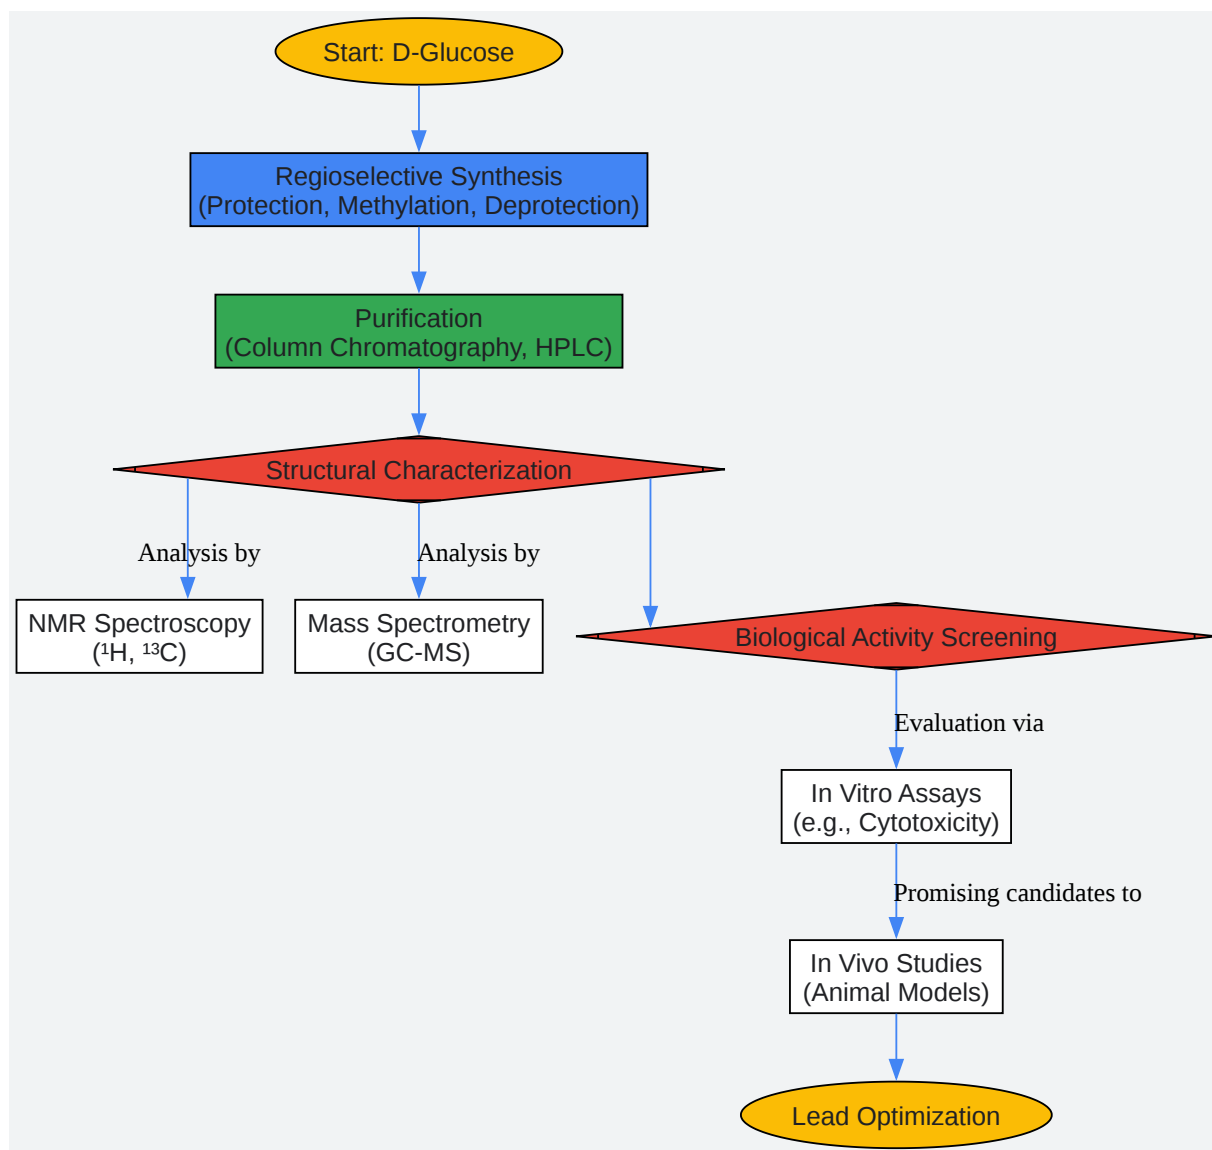 Start: D-Glucose
Regioselective Synthesis
(Protection, Methylation, Deprotection)
Purification
(Column Chromatography, HPLC)
Structural Characterization
Analysis by
Analysis by
NMR Spectroscopy
(¹H, ¹³C)
Mass Spectrometry
(GC-MS)
Biological Activity Screening
Evaluation via
In Vitro Assays
(e.g., Cytotoxicity)
Promising candidates to
In Vivo Studies
(Animal Models)
Lead Optimization